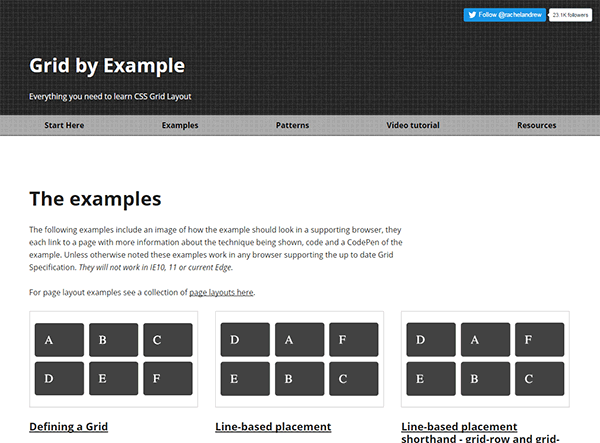 Follow @rachelandrew 23.1K followers
Grid by Example
Everything you need to learn CSS Grid Layout
Start Here Examples Patterns Video tutorial Resources
The examples
The following examples include an image of how the example should look in a supporting browser, they
each link to a page with more information about the technique being shown, code and a CodePen of the
example. Unless otherwise noted these examples work in any browser supporting the up to date Grid
Specification. They will not work in IE10, 11 or current Edge.
For page layout examples see a collection of page layouts here.
A B C D A F D A F
D E F E B C E B C
Defining a Grid Line-based placement Line-based placement
shorthand - grid-row and grid-